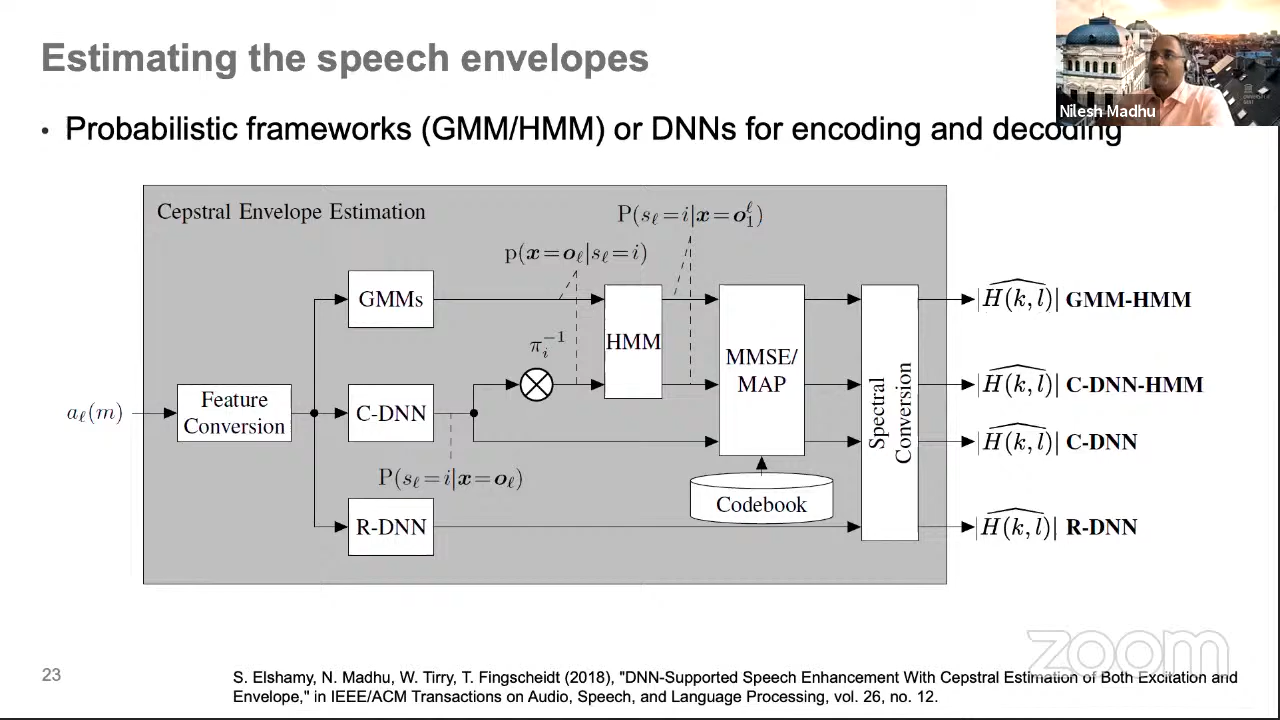 Estimating the speech envelopes
Nilesh Madhu
• Probabilistic frameworks (GMM/HMM) or DNNs for encoding and decoding
Cepstral Envelope Estimation
P(sℓ=i|x=o₁ℓ)
p(x=oℓ|sℓ=i)
GMMs
|Ĥ(k,l)| GMM-HMM
πᵢ⁻¹
HMM
MMSE/
MAP
aℓ(m)
Feature
Conversion
C-DNN
Spectral
Conversion
|Ĥ(k,l)| C-DNN-HMM
|Ĥ(k,l)| C-DNN
P(sℓ=i|x=oℓ)
Codebook
R-DNN
|Ĥ(k,l)| R-DNN
zoom
23
S. Elshamy, N. Madhu, W. Tirry, T. Fingscheidt (2018), "DNN-Supported Speech Enhancement With Cepstral Estimation of Both Excitation and
Envelope," in IEEE/ACM Transactions on Audio, Speech, and Language Processing, vol. 26, no. 12.